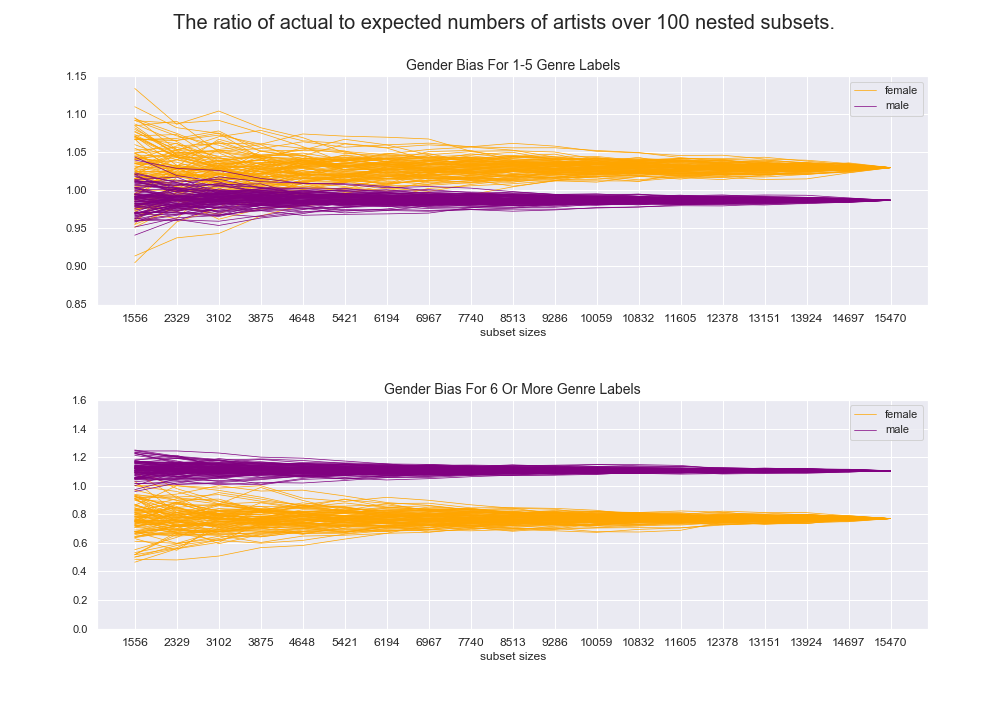 The ratio of actual to expected numbers of artists over 100 nested subsets.
Gender Bias For 1-5 Genre Labels
1.15
1.10
1.05
1.00
0.95
0.90
0.85
female
male
1556 2329 3102 3875 4648 5421 6194 6967 7740 8513 9286 10059 10832 11605 12378 13151 13924 14697 15470
subset sizes
Gender Bias For 6 Or More Genre Labels
1.6
1.4
1.2
1.0
0.8
0.6
0.4
0.2
0.0
female
male
1556 2329 3102 3875 4648 5421 6194 6967 7740 8513 9286 10059 10832 11605 12378 13151 13924 14697 15470
subset sizes